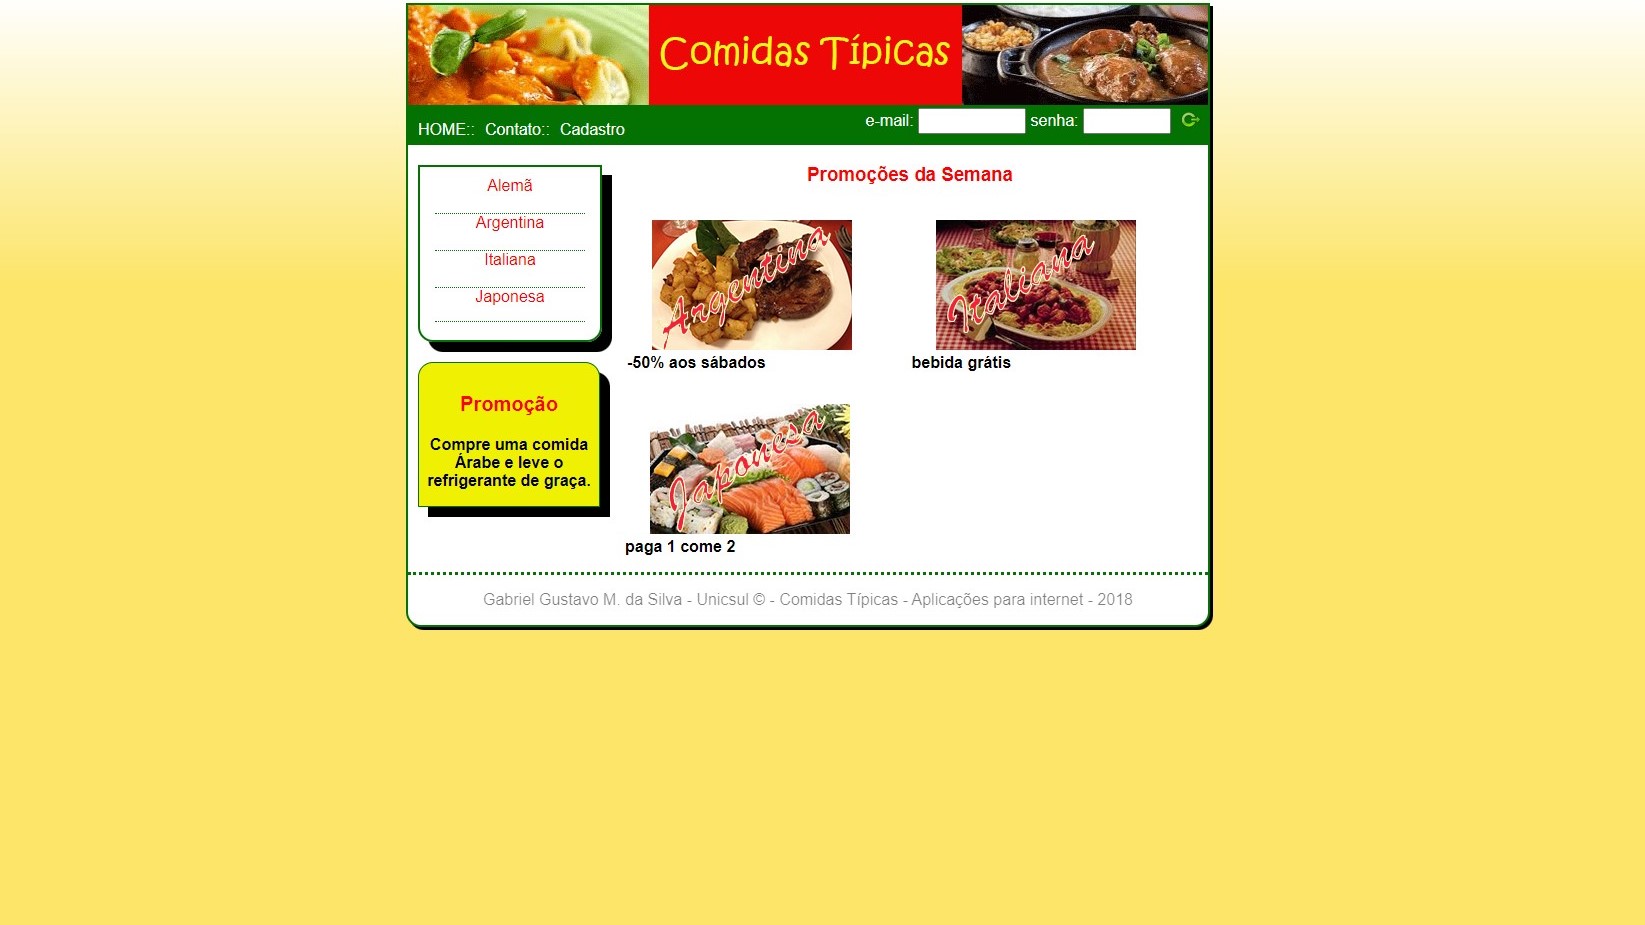 Comidas Típicas
HOME:: Contato:: Cadastro
e-mail: senha:
Alemã
Argentina
Italiana
Japonesa
Promoção
Compre uma comida
Árabe e leve o
refrigerante de graça.
Promoções da Semana
Argentina
-50% aos sábados
Italiana
bebida grátis
Japonesa
paga 1 come 2
Gabriel Gustavo M. da Silva - Unicsul © - Comidas Típicas - Aplicações para internet - 2018